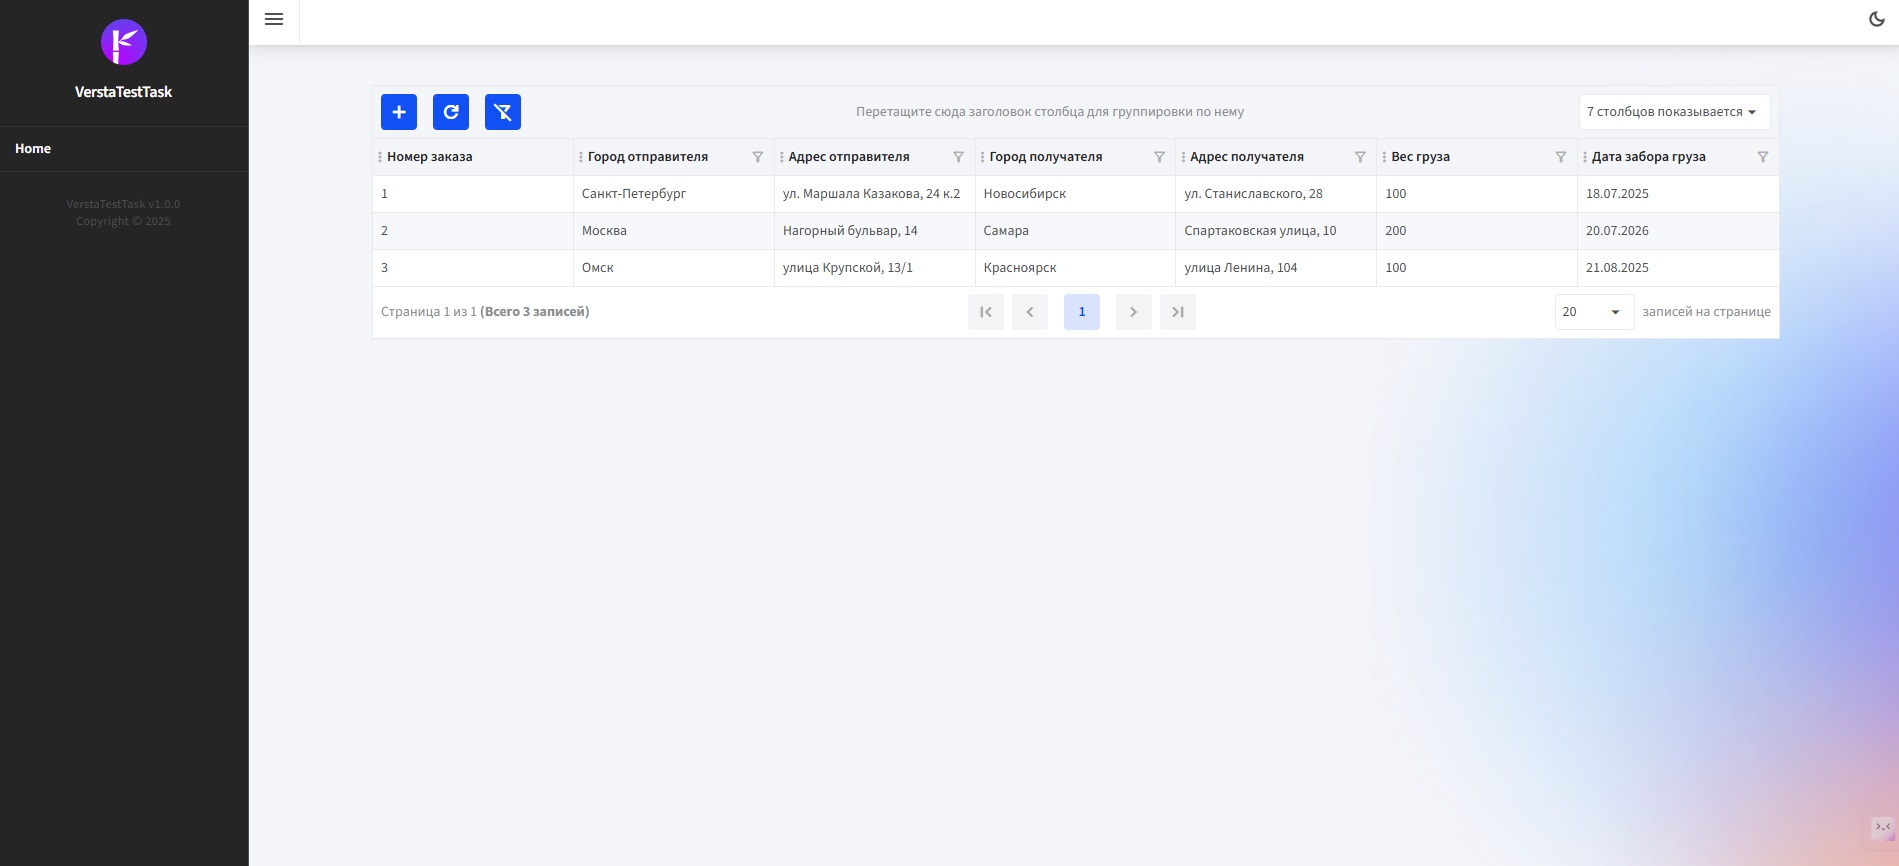 VerstaTestTask
Home
VerstaTestTask v1.0.0
Copyright © 2025
Перетащите сюда заголовок столбца для группировки по нему
7 столбцов показывается
Номер заказа Город отправителя Адрес отправителя Город получателя Адрес получателя Вес груза Дата забора груза
1 Санкт-Петербург ул. Маршала Казакова, 24 к.2 Новосибирск ул. Станиславского, 28 100 18.07.2025
2 Москва Нагорный бульвар, 14 Самара Спартаковская улица, 10 200 20.07.2026
3 Омск улица Крупской, 13/1 Красноярск улица Ленина, 104 100 21.08.2025
Страница 1 из 1 (Всего 3 записей) 1 20 записей на странице